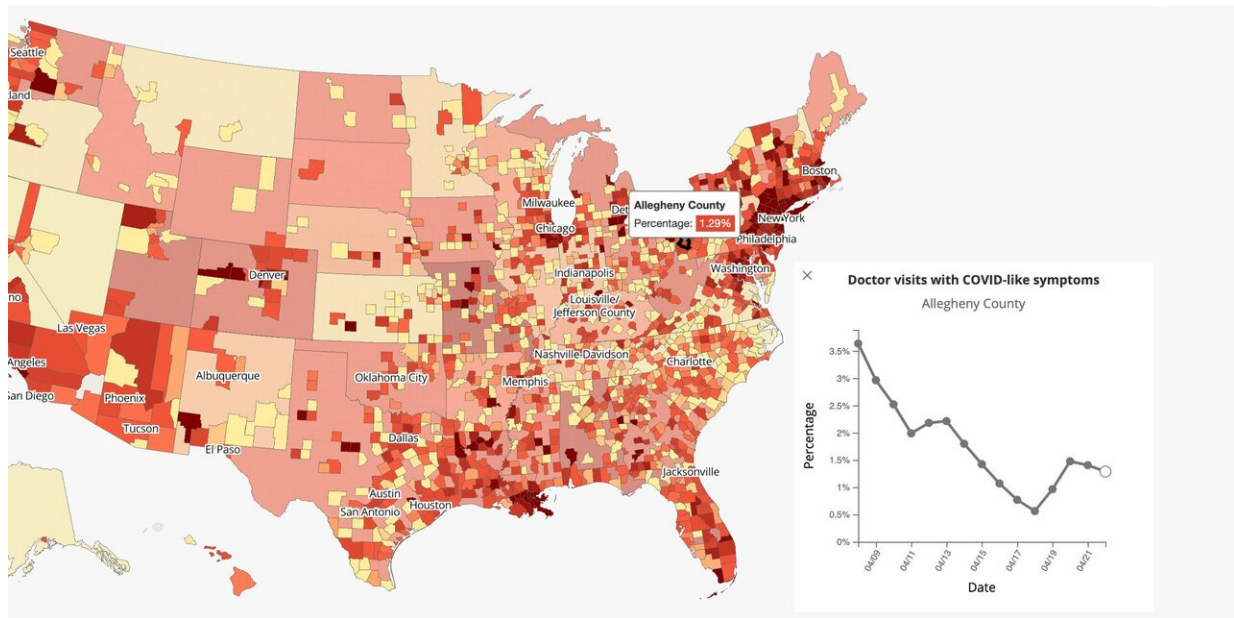 Seattle
land
Milwaukee
Det
Allegheny County
Percentage: 1.29%
Boston
New York
Chicago
Philadelphia
Denver
Indianapolis
Washington
no
Louisville/
Jefferson County
Las Vegas
Nashville-Davidson
Charlotte
Angeles
Albuquerque
Oklahoma City
Memphis
San Diego
Phoenix
Tucson
El Paso
Dallas
Jacksonville
Austin
San Antonio
Houston
× Doctor visits with COVID-like symptoms
Allegheny County
Percentage
3.5%
3%
2.5%
2%
1.5%
1%
0.5%
0%
04/09
04/11
04/13
04/15
04/17
04/19
04/21
Date